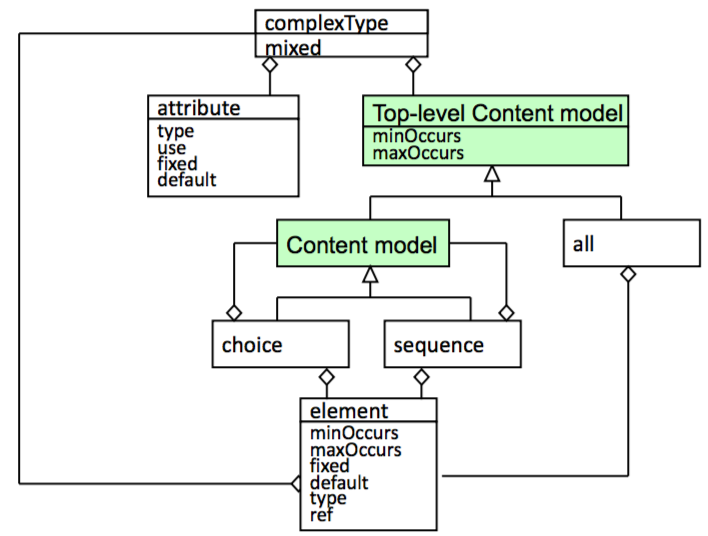 complexType
mixed
attribute
type
use
fixed
default
Top-level Content model
minOccurs
maxOccurs
Content model
all
choice
sequence
element
minOccurs
maxOccurs
fixed
default
type
ref